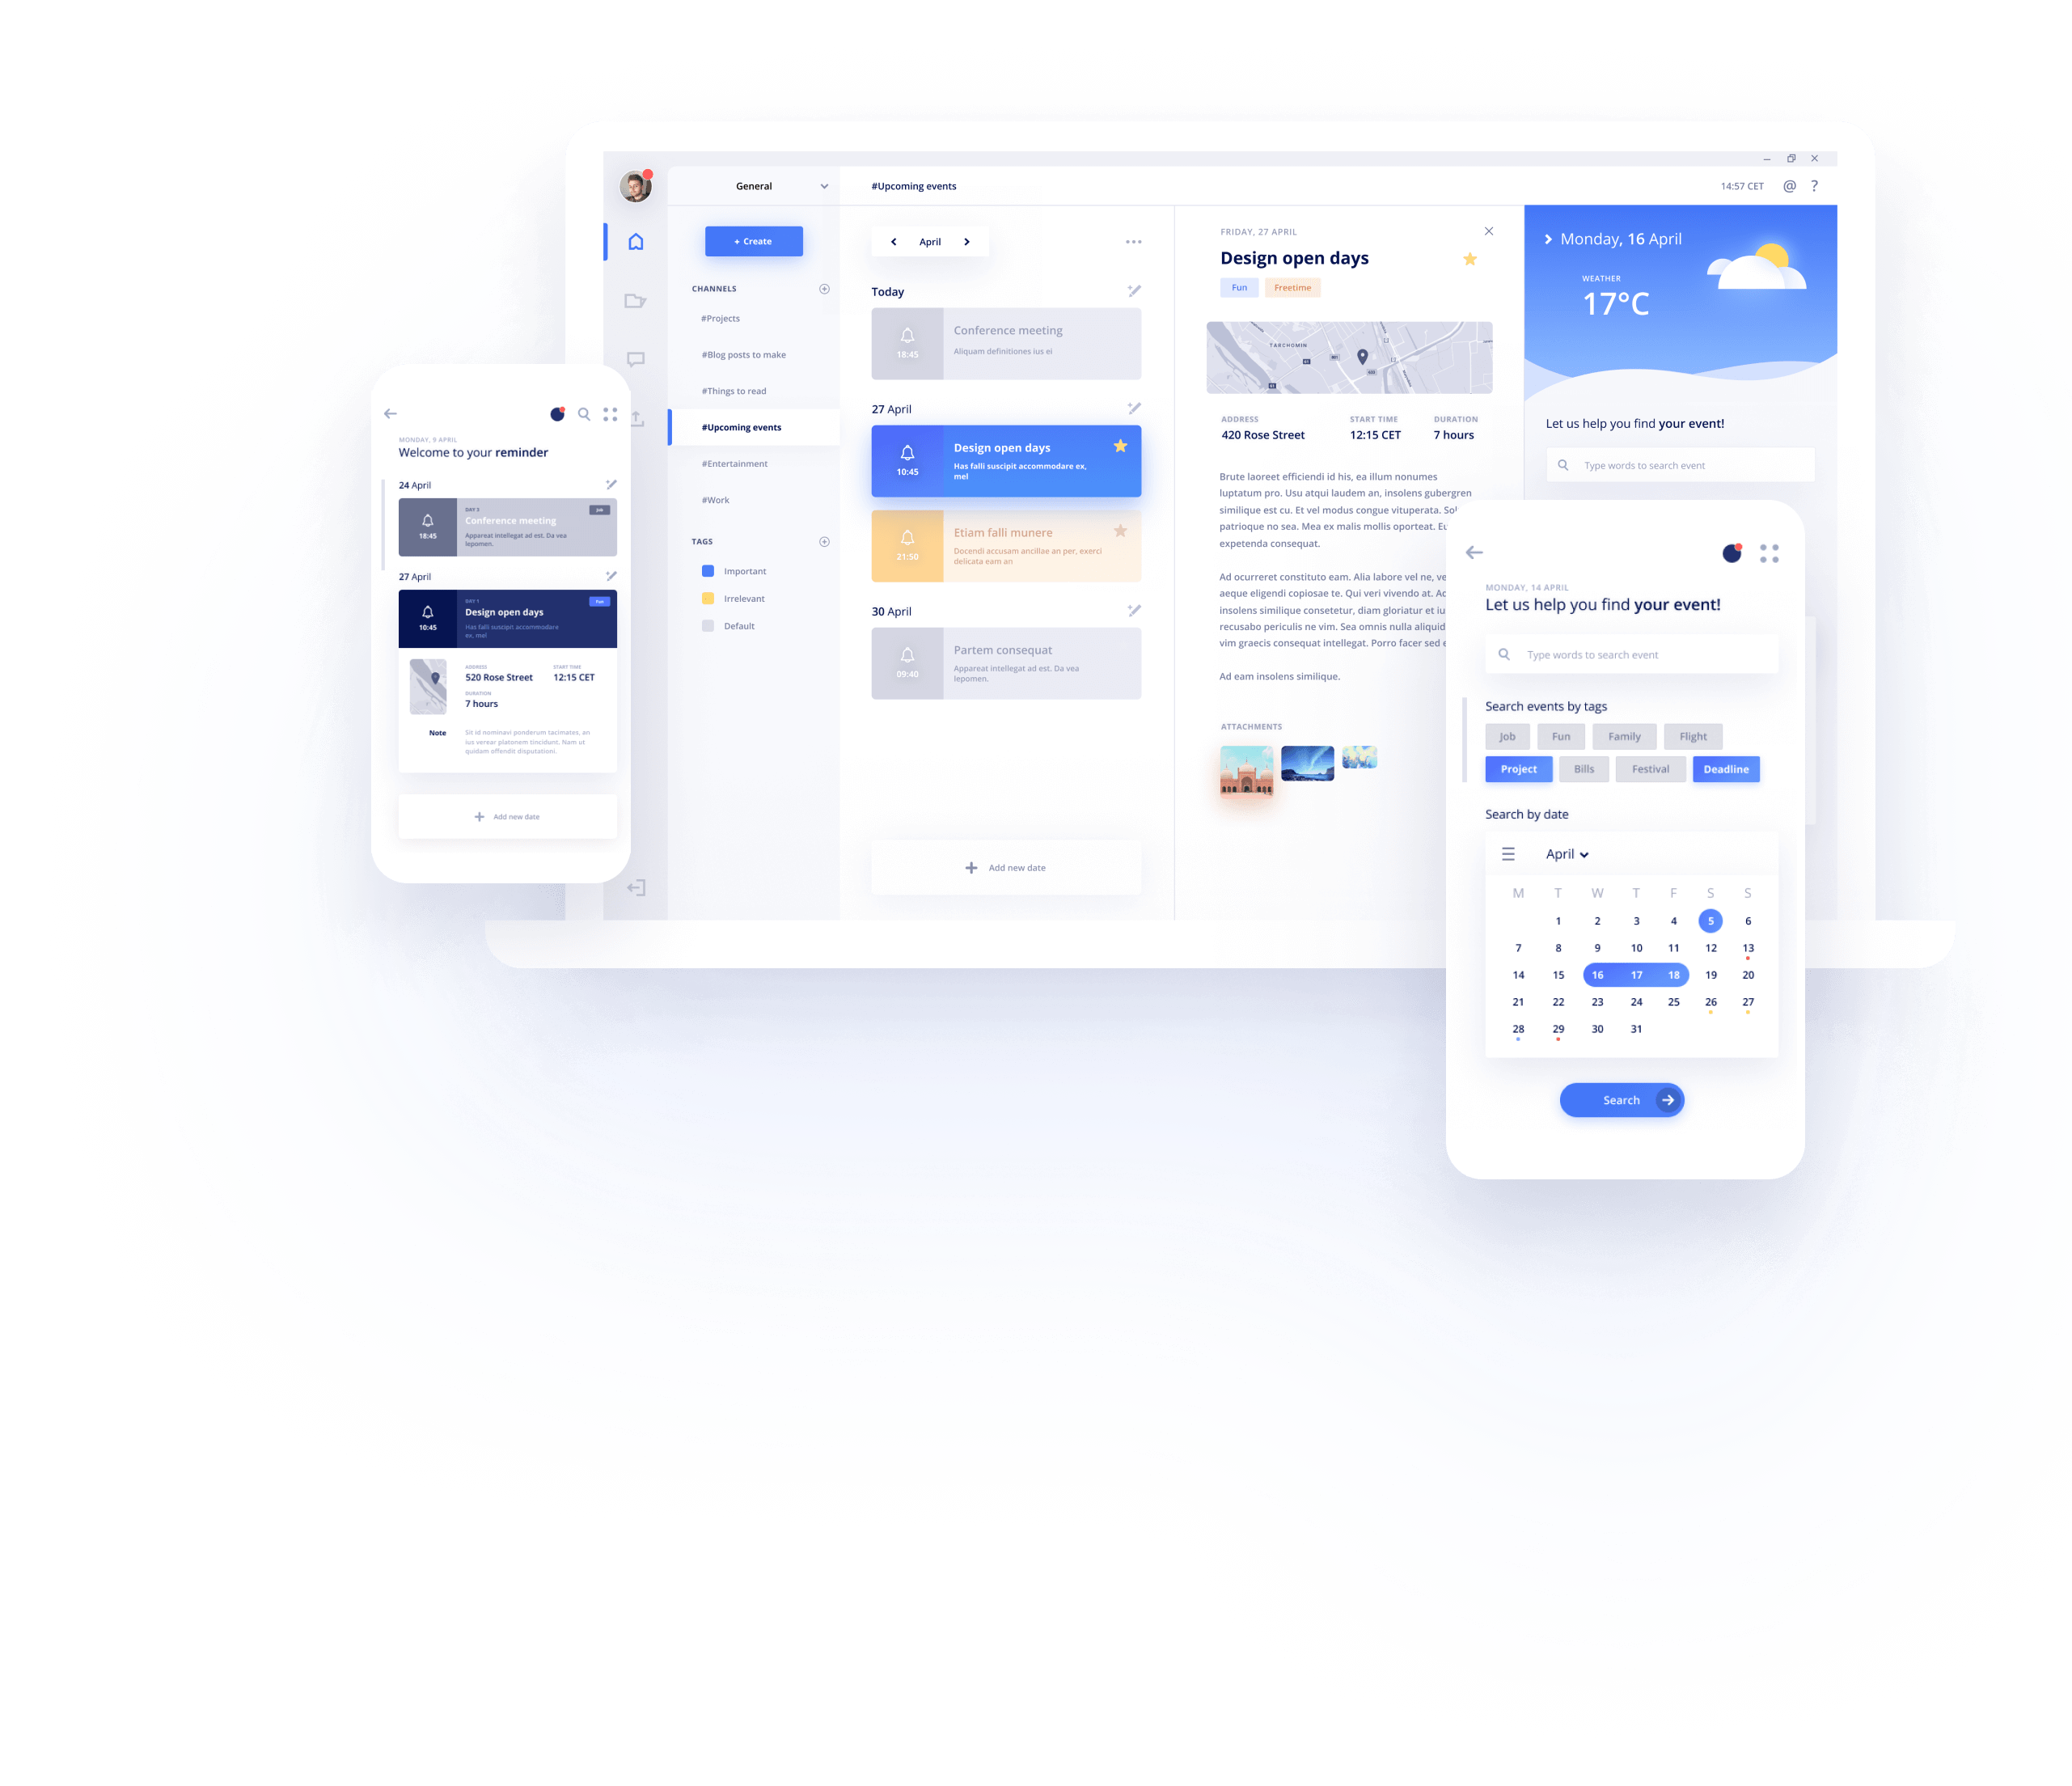 General
#Upcoming events
14:57 CET
@
?
+ Create
CHANNELS
#Projects
#Blog posts to make
#Things to read
#Upcoming events
#Entertainment
#Work
TAGS
Important
Irrelevant
Default
April
Today
18:45
Conference meeting
Aliquam definitiones ius ei
27 April
10:45
Design open days
Has falli suscipit accommodare ex,
mel
21:50
Etiam falli munere
Docendi accusam ancillae an per, exerci
delicata eam an
30 April
09:40
Partem consequat
Appareat intellegat ad est. Da vea
lepomen.
Add new date
FRIDAY, 27 APRIL
Design open days
Fun
Freetime
TARCHOMIN
ADDRESS
START TIME
DURATION
420 Rose Street
12:15 CET
7 hours
Brute laoreet efficiendi id his, ea illum nonumes
luptatum pro. Usu atqui laudem an, insolens gubergren
similique est cu. Et vel modus congue vituperata.
patrioque no sea. Mea ex malis mollis oporteat.
expetenda consequat.
Ad ocurreret constituto eam. Alia labore vel ne,
aeque eligendi copiosae te. Qui veri vivendo at.
insolens similique consetetur, diam gloriatur et
recusabo periculis ne vim. Sea omnis nulla aliquid
vim graecis consequat intellegat. Porro facer sed
Ad eam insolens similique.
ATTACHMENTS
Monday, 16 April
WEATHER
17°C
Let us help you find your event!
Type words to search event
MONDAY, 9 APRIL
Welcome to your reminder
24 April
18:45
DAY 3
Job
Conference meeting
Appareat intellegat ad est. Da vea
lepomen.
27 April
10:45
DAY 1
Fun
Design open days
Has falli suscipit accommodare
ex, mel
ADDRESS
START TIME
520 Rose Street
12:15 CET
DURATION
7 hours
Note
Sit id nominavi ponderum tacimates, an
ius verear platonem tincidunt. Nam ut
quidam offendit disputationi.
Add new date
MONDAY, 14 APRIL
Let us help you find your event!
Type words to search event
Search events by tags
Job
Fun
Family
Flight
Project
Bills
Festival
Deadline
Search by date
April
M T W T F S S
1 2 3 4 5 6
7 8 9 10 11 12 13
14 15 16 17 18 19 20
21 22 23 24 25 26 27
28 29 30 31
Search